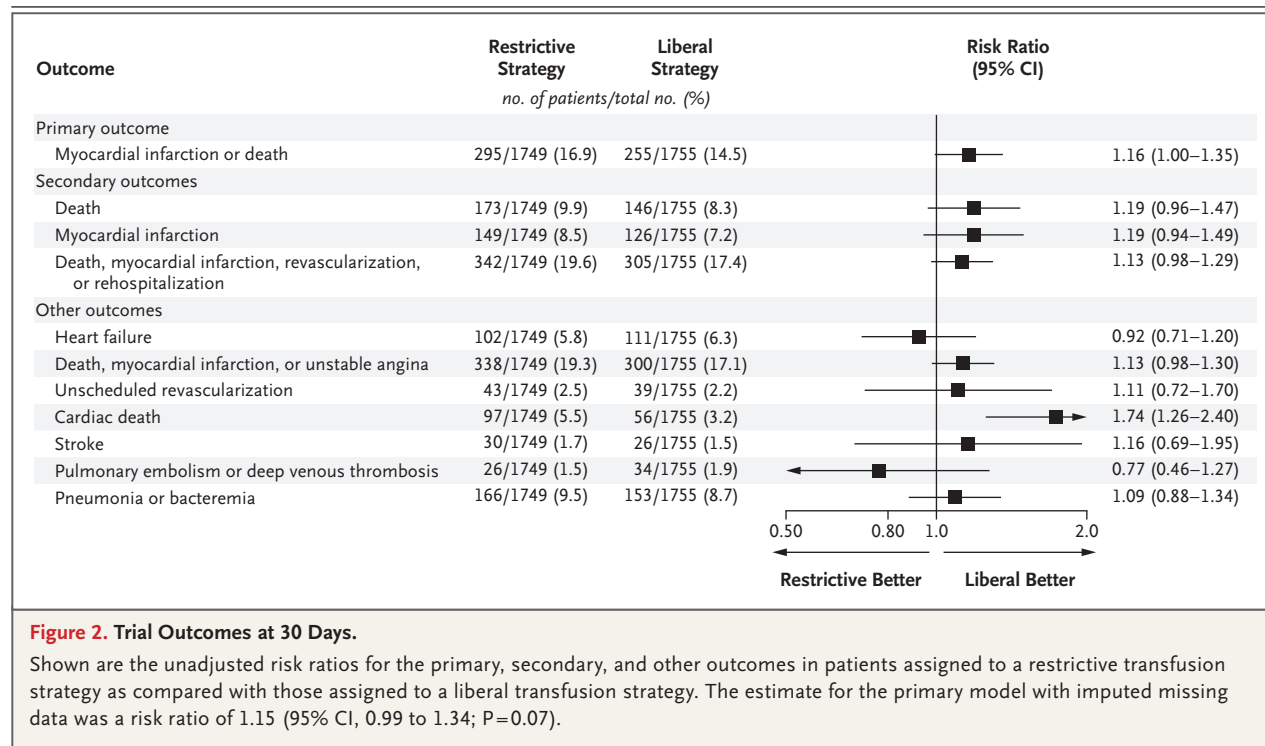 Outcome Restrictive Strategy Liberal Strategy Risk Ratio (95% CI)
no. of patients/total no. (%)
Primary outcome
Myocardial infarction or death 295/1749 (16.9) 255/1755 (14.5) 1.16 (1.00–1.35)
Secondary outcomes
Death 173/1749 (9.9) 146/1755 (8.3) 1.19 (0.96–1.47)
Myocardial infarction 149/1749 (8.5) 126/1755 (7.2) 1.19 (0.94–1.49)
Death, myocardial infarction, revascularization, 342/1749 (19.6) 305/1755 (17.4) 1.13 (0.98–1.29)
or rehospitalization
Other outcomes
Heart failure 102/1749 (5.8) 111/1755 (6.3) 0.92 (0.71–1.20)
Death, myocardial infarction, or unstable angina 338/1749 (19.3) 300/1755 (17.1) 1.13 (0.98–1.30)
Unscheduled revascularization 43/1749 (2.5) 39/1755 (2.2) 1.11 (0.72–1.70)
Cardiac death 97/1749 (5.5) 56/1755 (3.2) 1.74 (1.26–2.40)
Stroke 30/1749 (1.7) 26/1755 (1.5) 1.16 (0.69–1.95)
Pulmonary embolism or deep venous thrombosis 26/1749 (1.5) 34/1755 (1.9) 0.77 (0.46–1.27)
Pneumonia or bacteremia 166/1749 (9.5) 153/1755 (8.7) 1.09 (0.88–1.34)
0.50 0.80 1.0 2.0
Restrictive Better Liberal Better
Figure 2. Trial Outcomes at 30 Days.
Shown are the unadjusted risk ratios for the primary, secondary, and other outcomes in patients assigned to a restrictive transfusion
strategy as compared with those assigned to a liberal transfusion strategy. The estimate for the primary model with imputed missing
data was a risk ratio of 1.15 (95% CI, 0.99 to 1.34; P=0.07).